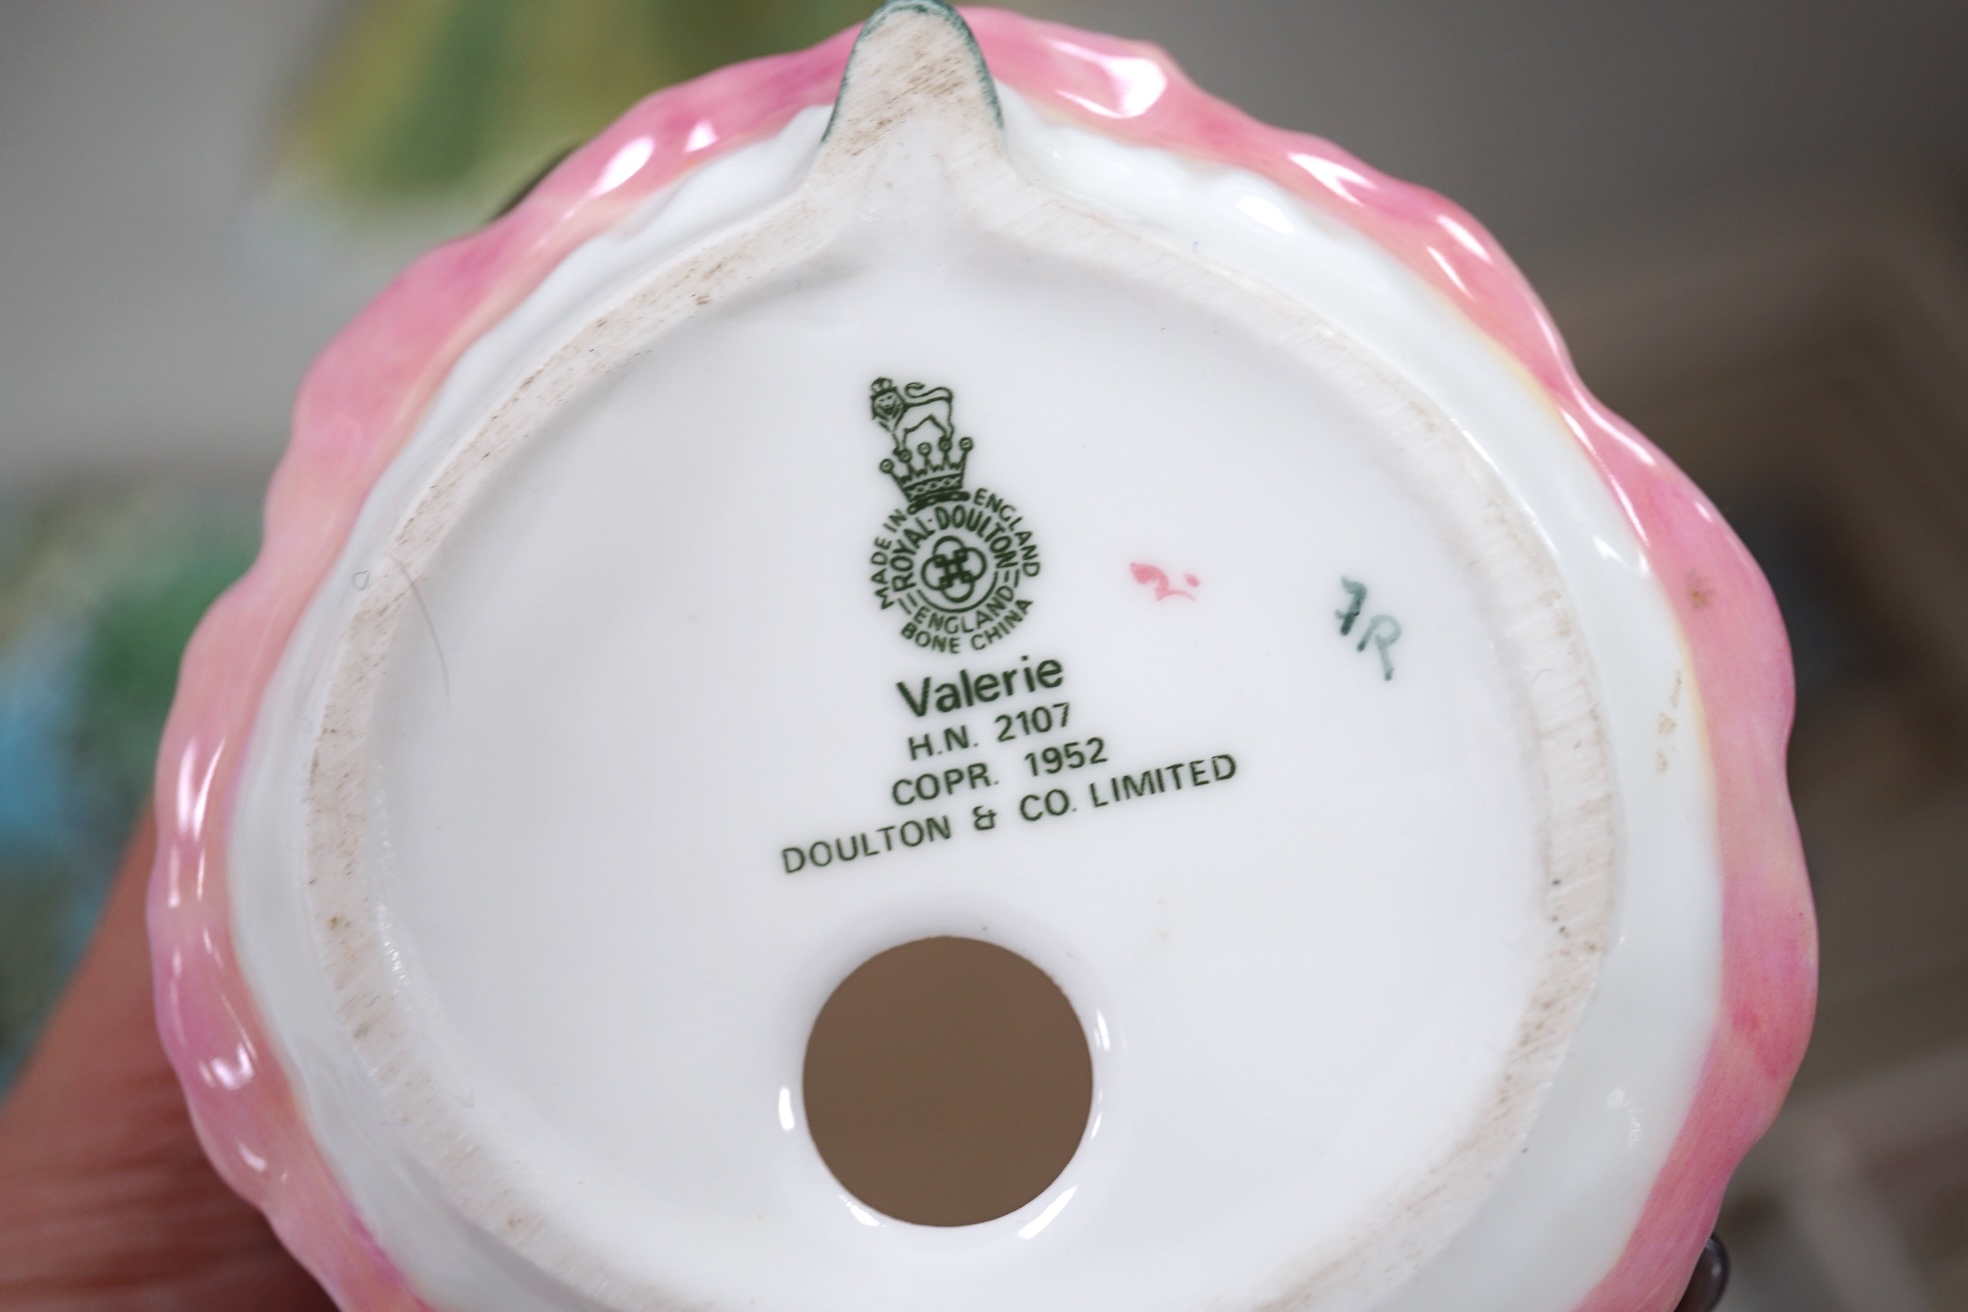 MADE IN ENGLAND
ROYAL·DOULTON
ENGLAND
BONE CHINA
Valerie
H.N. 2107
COPR. 1952
DOULTON & CO. LIMITED